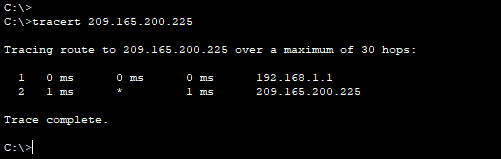 C:\>
C:\>tracert 209.165.200.225
Tracing route to 209.165.200.225 over a maximum of 30 hops:
1 0 ms 0 ms 0 ms 192.168.1.1
2 1 ms * 1 ms 209.165.200.225
Trace complete.
C:\>